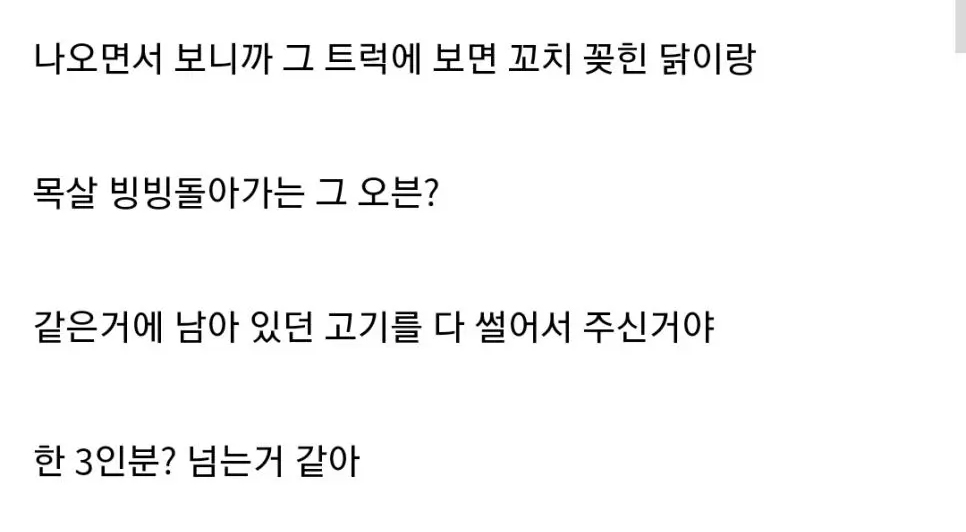 나오면서 보니까 그 트럭에 보면 꼬치 꽂힌 닭이랑
목살 빙빙돌아가는 그 오븐?
같은거에 남아 있던 고기를 다 썰어서 주신거야
한 3인분? 넘는거 같아